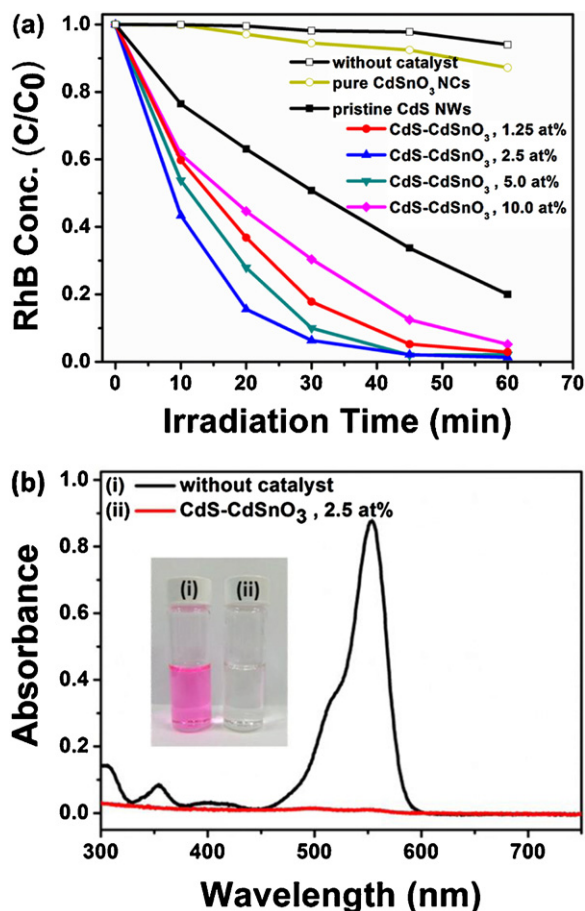 (a)
without catalyst
pure CdSnO₃ NCs
pristine CdS NWs
CdS-CdSnO₃ , 1.25 at%
CdS-CdSnO₃ , 2.5 at%
CdS-CdSnO₃ , 5.0 at%
CdS-CdSnO₃ , 10.0 at%
RhB Conc. (C/C₀)
1.0
0.8
0.6
0.4
0.2
0.0
0 10 20 30 40 50 60 70
Irradiation Time (min)
(b)
(i) without catalyst
(ii) CdS-CdSnO₃ , 2.5 at%
(i) (ii)
Absorbance
1.0
0.8
0.6
0.4
0.2
0.0
300 400 500 600 700
Wavelength (nm)